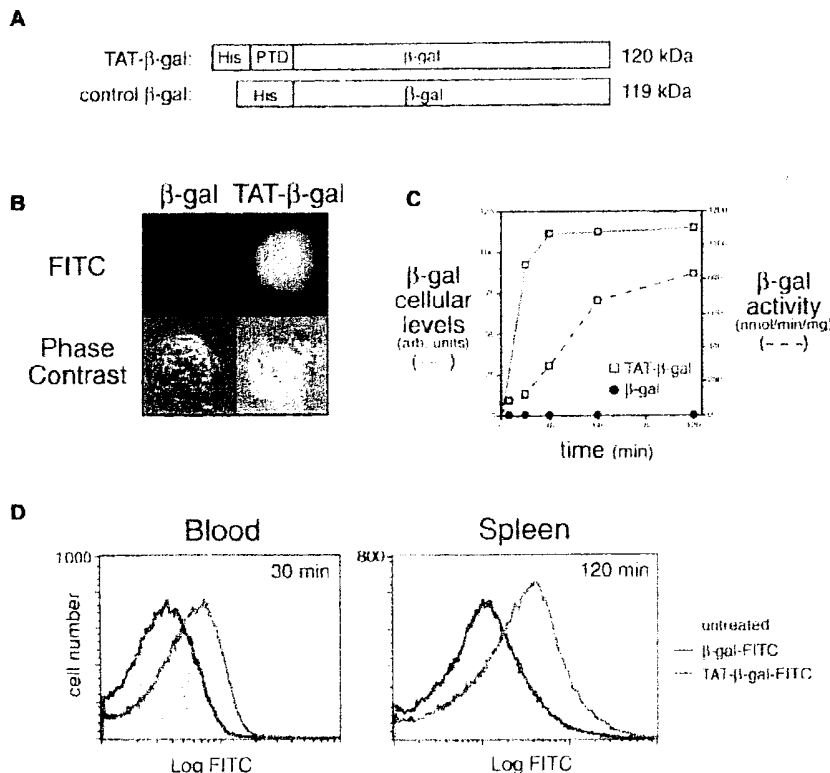 A
TAT-β-gal: His PTD β-gal 120 kDa
control β-gal: His β-gal 119 kDa
B
β-gal TAT-β-gal
FITC
Phase
Contrast
C
β-gal
cellular
levels
(arb. units)
β-gal
activity
(nmol/min/mg)
(---)
TAT-β-gal
β-gal
time (min)
D
Blood
1000
30 min
cell number
Log FITC
Spleen
800
120 min
Log FITC
untreated
β-gal-FITC
TAT-β-gal-FITC